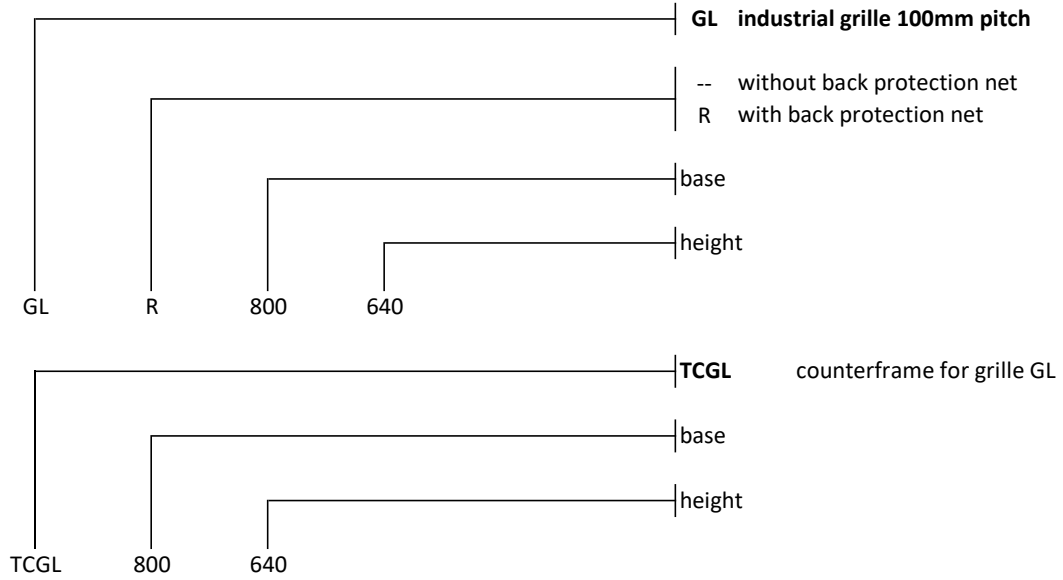 GL industrial grille 100mm pitch
-- without back protection net
R with back protection net
base
height
GL R 800 640
TCGL counterframe for grille GL
base
height
TCGL 800 640